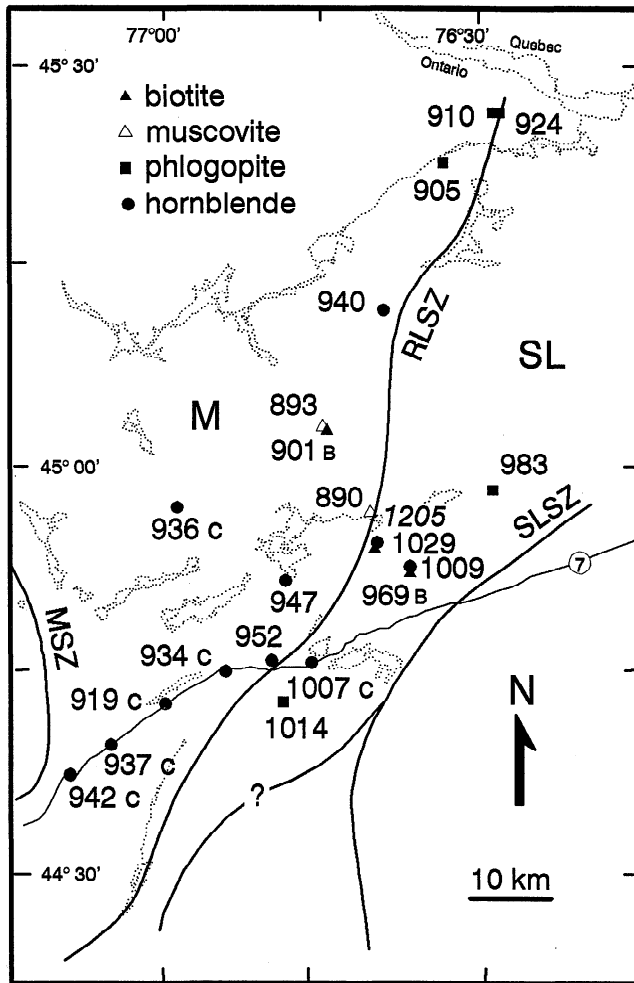 77°00'
76°30'
45°30'
Quebec
Ontario
biotite
muscovite
phlogopite
hornblende
910
924
905
940
RLSZ
SL
M
893
901 B
45°00'
983
890
1205
936 C
SLSZ
1029
1009
7
969 B
947
MSZ
952
934 C
1007 C
919 C
1014
N
937 C
942 C
?
44°30'
10 km